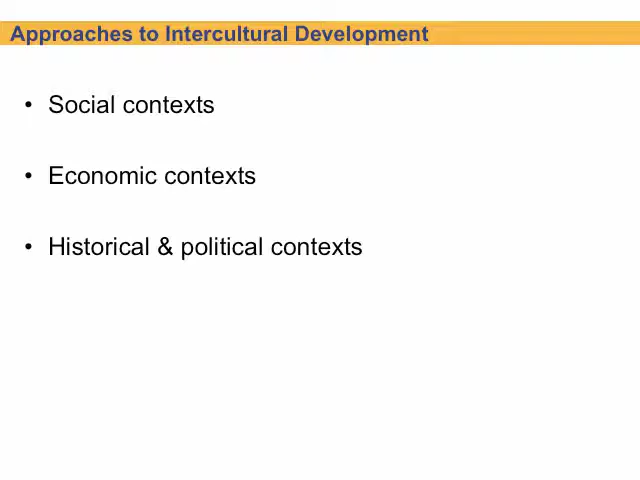 Approaches to Intercultural Development
• Social contexts
• Economic contexts
• Historical & political contexts